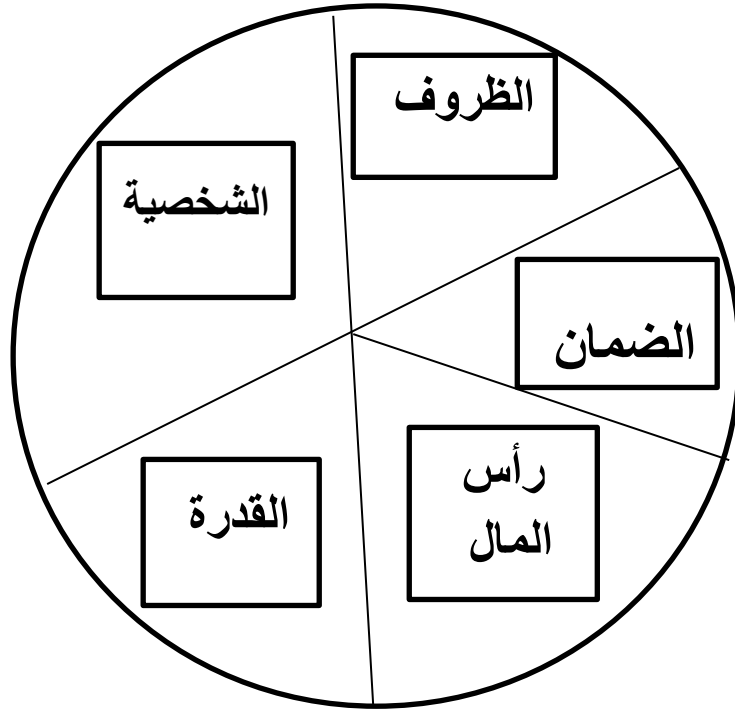 الظروف
الشخصية
الضمان
رأس
المال
القدرة